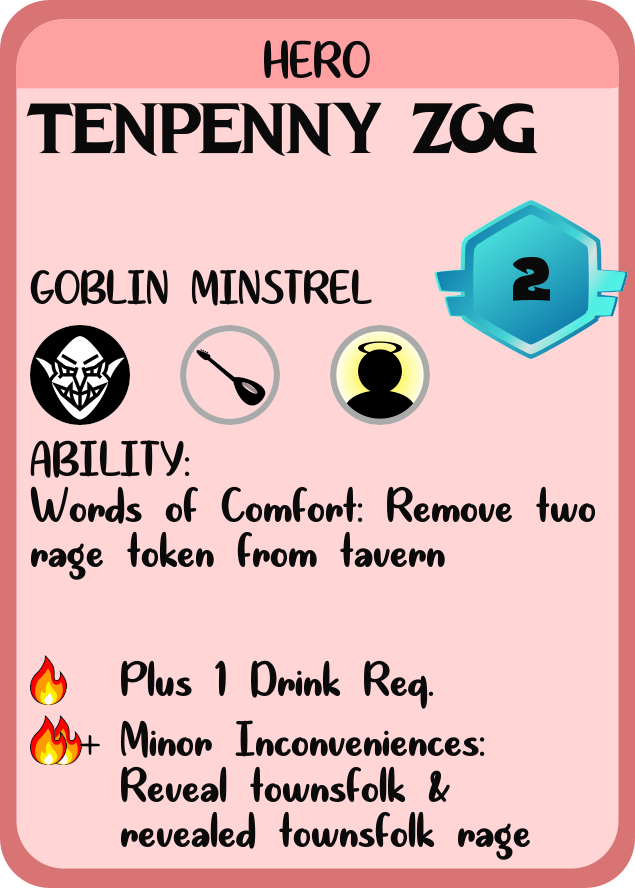 HERO
TENPENNY ZOG
GOBLIN MINSTREL
2
ABILITY:
Words of Comfort: Remove two
rage token from tavern
Plus 1 Drink Req.
+ Minor Inconveniences:
Reveal townsfolk &
revealed townsfolk rage